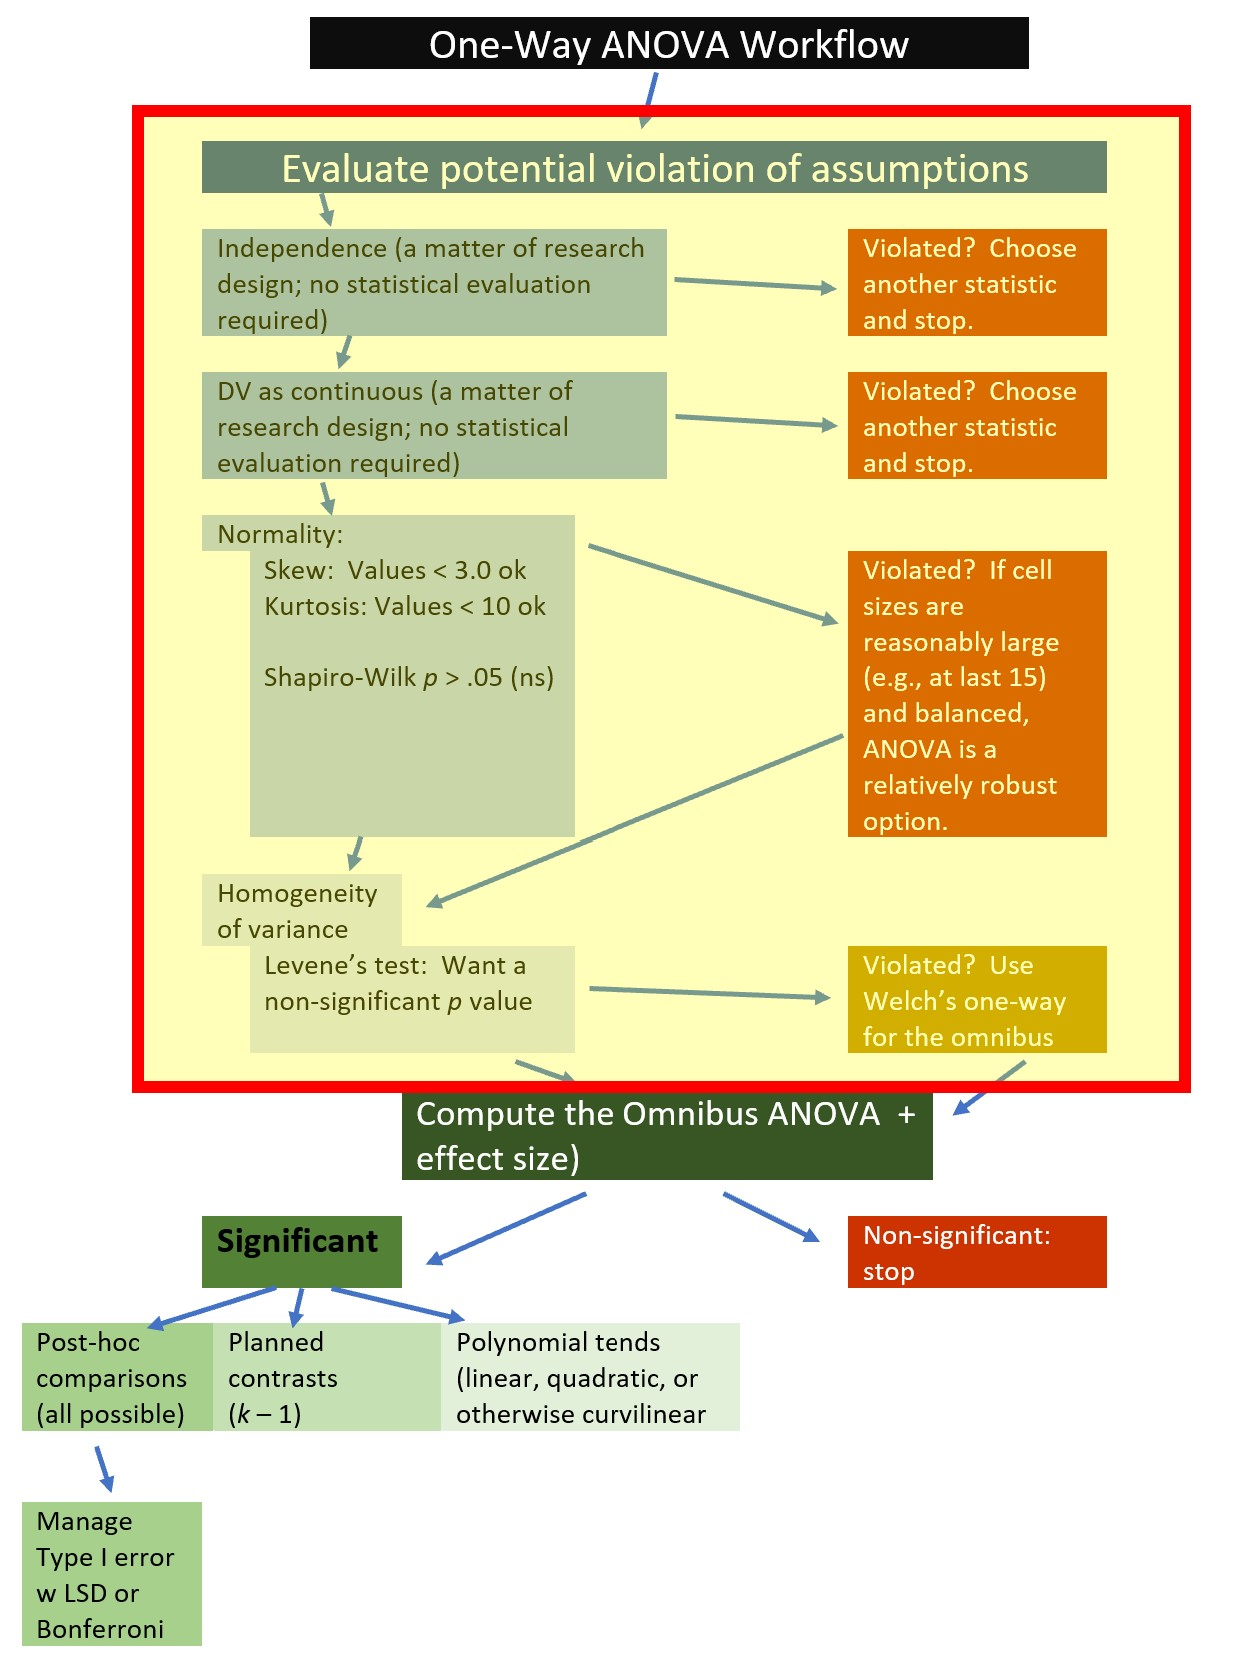 One-Way ANOVA Workflow
Evaluate potential violation of assumptions
Independence (a matter of research
design; no statistical evaluation
required)
Violated?  Choose
another statistic
and stop.
DV as continuous (a matter of
research design; no statistical
evaluation required)
Violated?  Choose
another statistic
and stop.
Normality:
Skew:  Values < 3.0 ok
Kurtosis: Values < 10 ok
Shapiro-Wilk p > .05 (ns)
Violated?  If cell
sizes are
reasonably large
(e.g., at last 15)
and balanced,
ANOVA is a
relatively robust
option.
Homogeneity
of variance
Levene’s test:  Want a
non-significant p value
Violated?  Use
Welch’s one-way
for the omnibus
Compute the Omnibus ANOVA  +
effect size)
Significant
Non-significant:
stop
Post-hoc
comparisons
(all possible)
Planned
contrasts
(k – 1)
Polynomial tends
(linear, quadratic, or
otherwise curvilinear
Manage
Type I error
w LSD or
Bonferroni